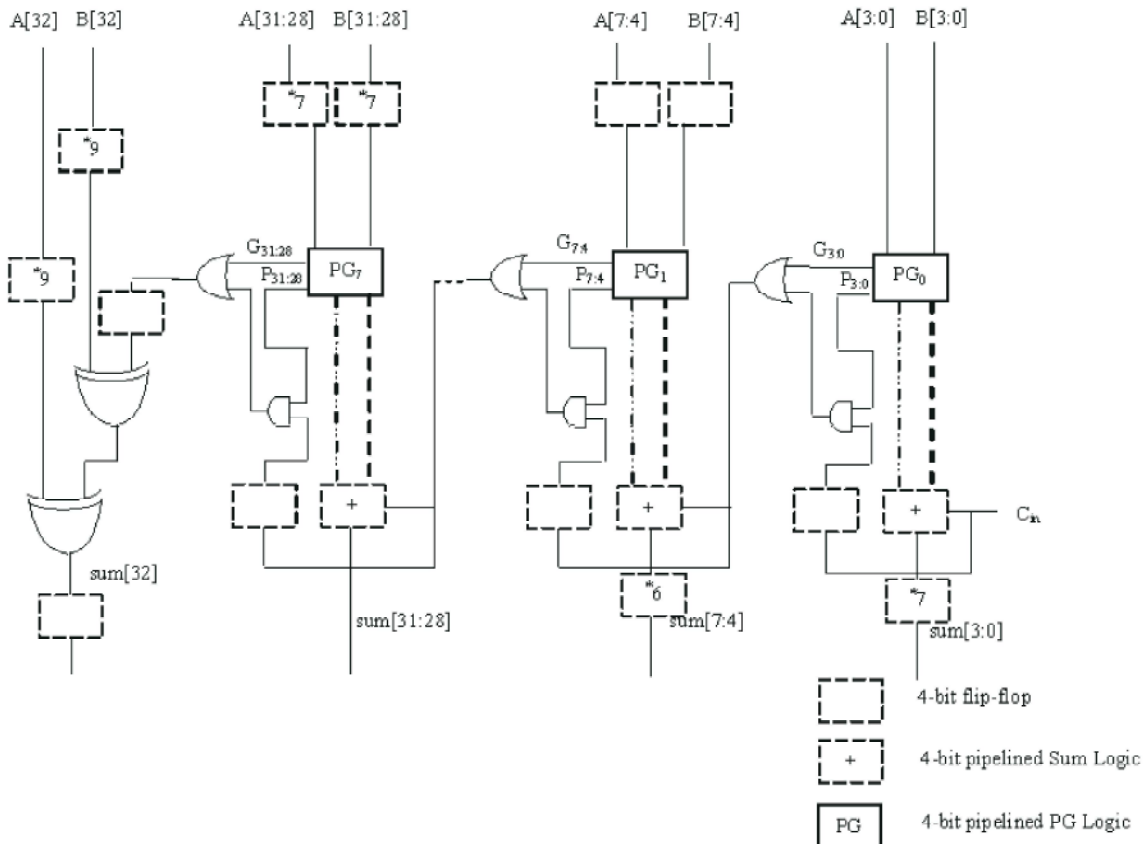 A[32] B[32] A[31:28] B[31:28] A[7:4] B[7:4] A[3:0] B[3:0]
*7 *7
*9
G31:28 G7:4 G3:0
*9 P31:28 PG7 P7:4 PG1 P3:0 PG0
+ + + Cin
sum[32] *6 *7
sum[31:28] sum[7:4] sum[3:0]
4-bit flip-flop
+ 4-bit pipelined Sum Logic
PG 4-bit pipelined PG Logic